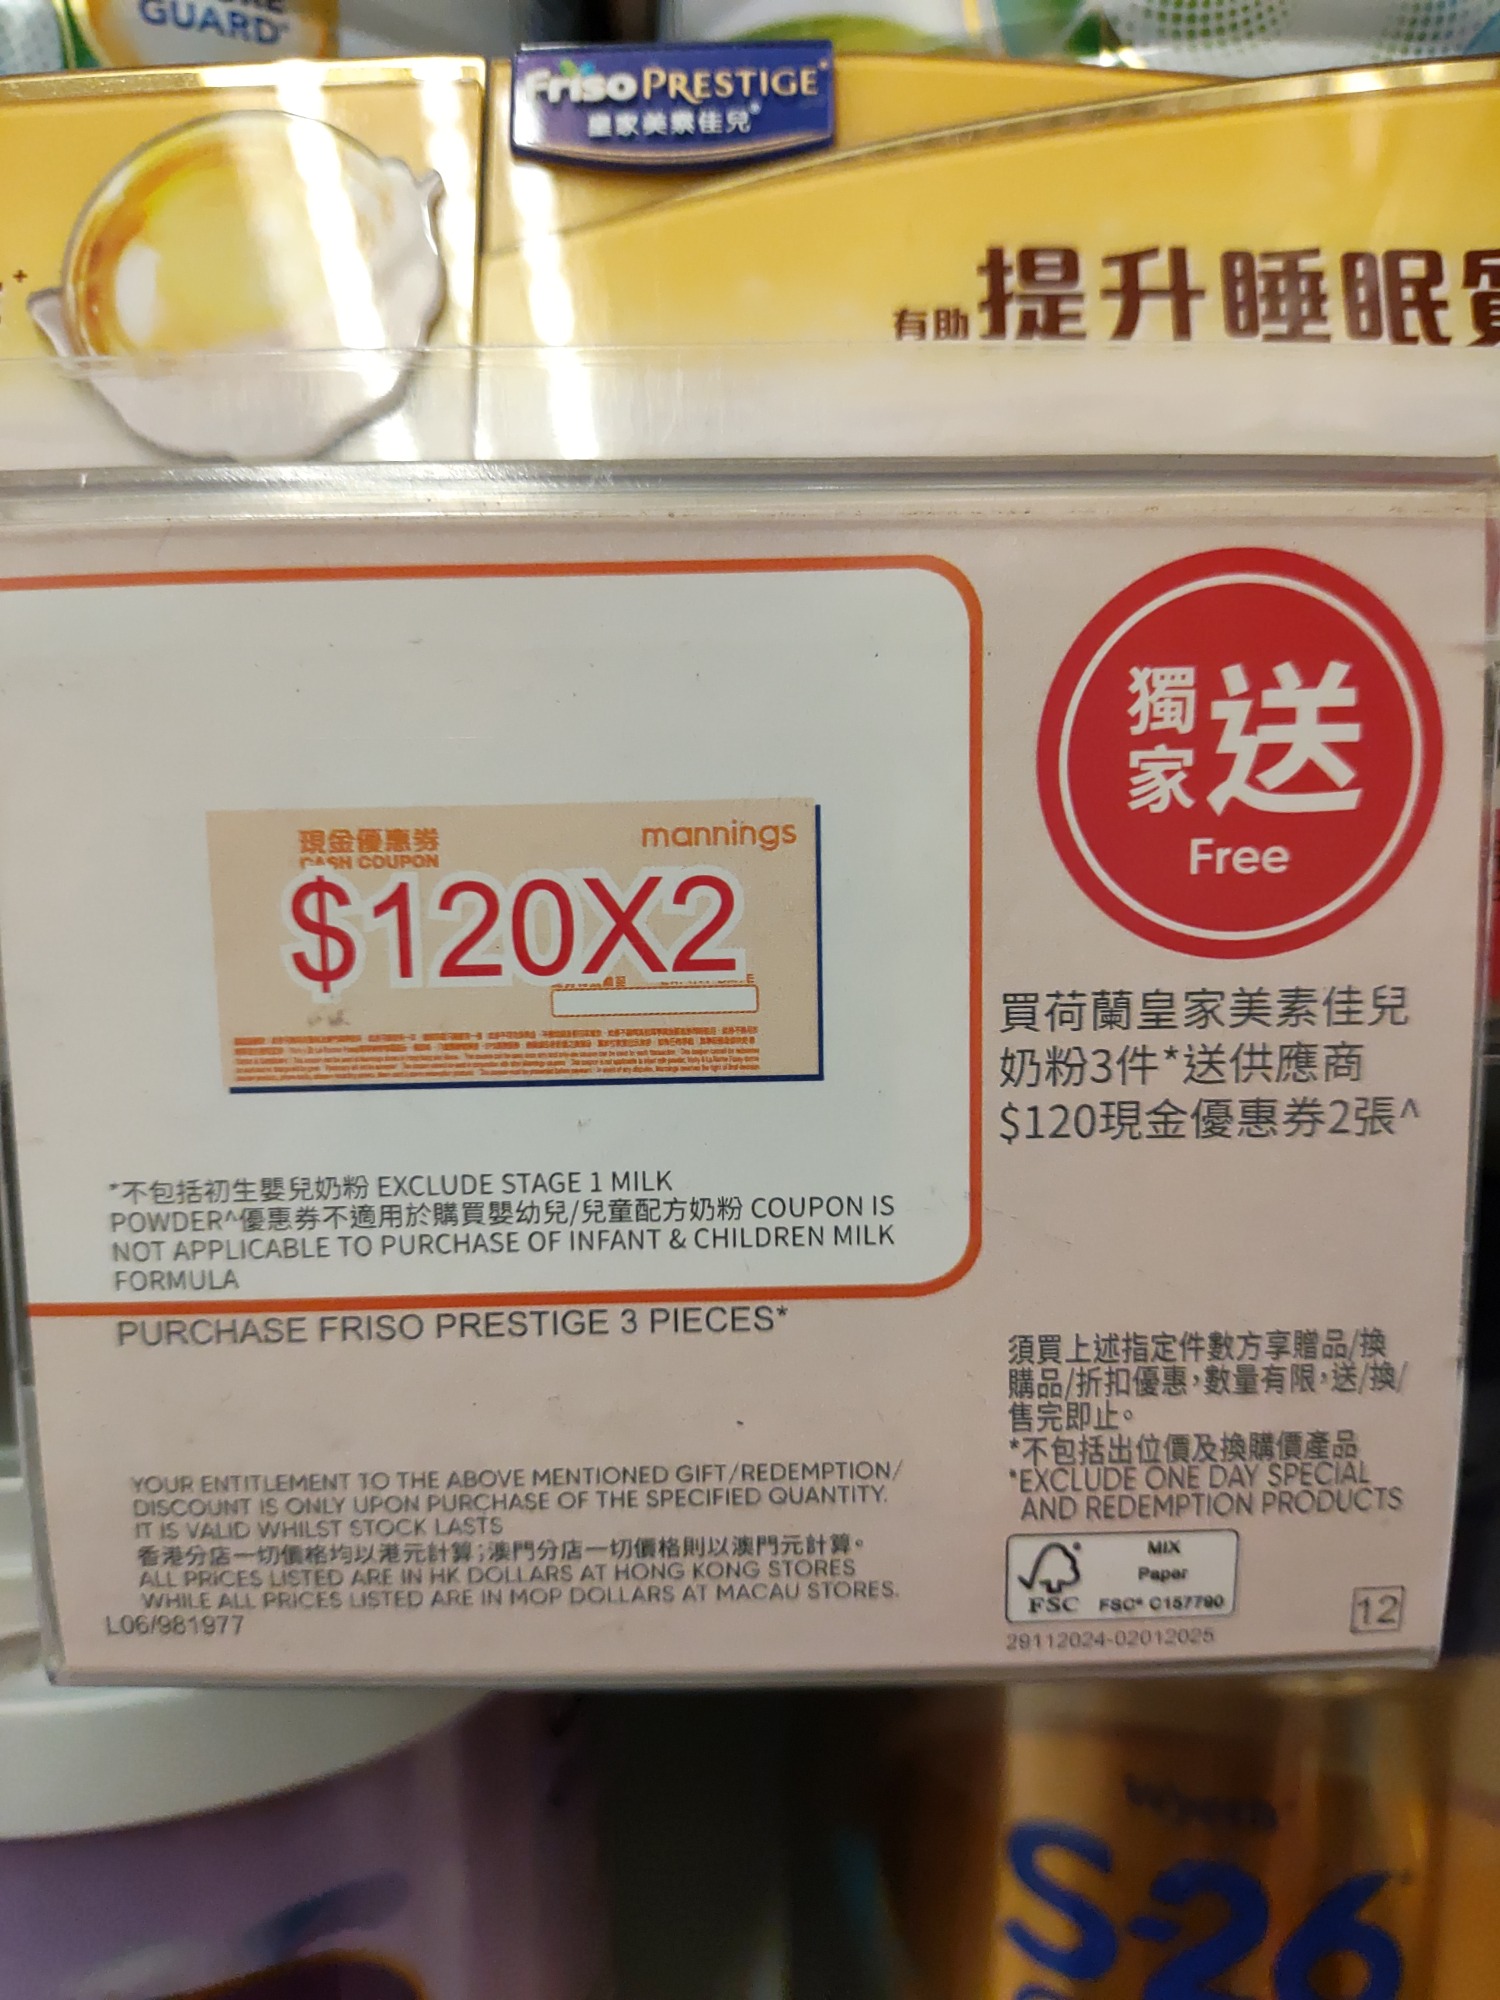 GUARD
Friso PRESTIGE
皇家美素佳兒
有助提升睡眠
獨家送
Free
現金優惠券
mannings
CASH COUPON
$120X2
買荷蘭皇家美素佳兒
奶粉3件*送供應商
$120現金優惠券2張^
*不包括初生嬰兒奶粉 EXCLUDE STAGE 1 MILK
POWDER^優惠券不適用於購買嬰幼兒/兒童配方奶粉 COUPON IS
NOT APPLICABLE TO PURCHASE OF INFANT & CHILDREN MILK
FORMULA
PURCHASE FRISO PRESTIGE 3 PIECES*
須買上述指定件數方享贈品/換
購品/折扣優惠，數量有限，送/換/
售完即止。
*不包括出位價及換購價產品
*EXCLUDE ONE DAY SPECIAL
AND REDEMPTION PRODUCTS
YOUR ENTITLEMENT TO THE ABOVE MENTIONED GIFT/REDEMPTION/
DISCOUNT IS ONLY UPON PURCHASE OF THE SPECIFIED QUANTITY.
IT IS VALID WHILST STOCK LASTS
香港分店一切價格均以港元計算;澳門分店一切價格則以澳門元計算。
ALL PRICES LISTED ARE IN HK DOLLARS AT HONG KONG STORES
WHILE ALL PRICES LISTED ARE IN MOP DOLLARS AT MACAU STORES.
L06/981977
MIX
Paper
FSC
FSC® C157790
29112024-02012025
12
Wyeth
S-26